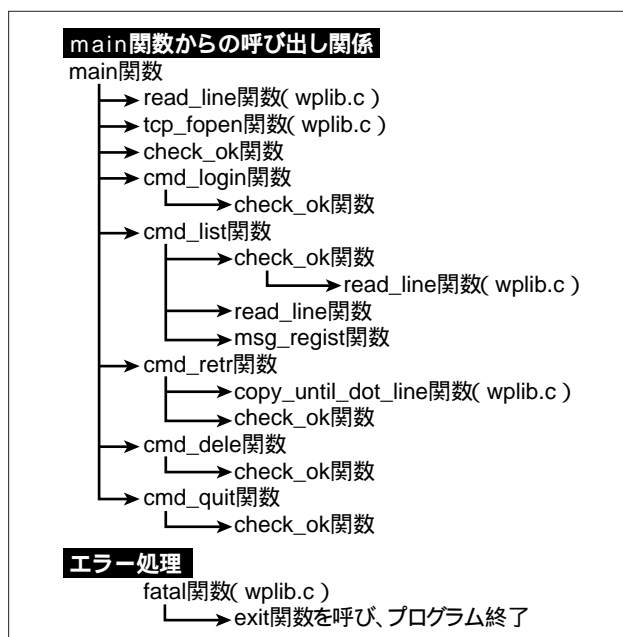 main関数からの呼び出し関係
main関数
read_line関数( wplib.c )
tcp_fopen関数( wplib.c )
check_ok関数
cmd_login関数
check_ok関数
cmd_list関数
check_ok関数
read_line関数( wplib.c )
read_line関数
msg_regist関数
cmd_retr関数
copy_until_dot_line関数( wplib.c )
check_ok関数
cmd_dele関数
check_ok関数
cmd_quit関数
check_ok関数
エラー処理
fatal関数( wplib.c )
exit関数を呼び、プログラム終了